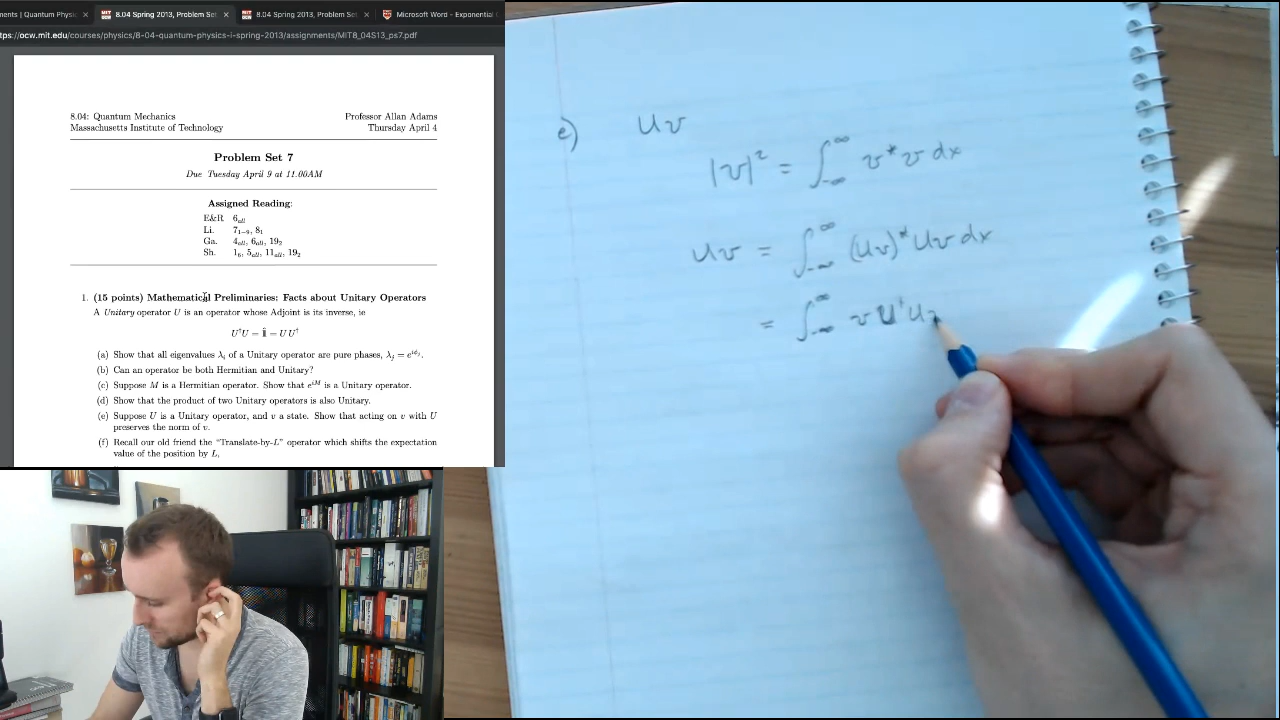 ments | Quantum Physic
8.04 Spring 2013, Problem Set
8.04 Spring 2013, Problem Set
Microsoft Word - Exponential
tps://ocw.mit.edu/courses/physics/8-04-quantum-physics-i-spring-2013/assignments/MIT8_04S13_ps7.pdf
8.04: Quantum Mechanics Professor Allan Adams
Massachusetts Institute of Technology Thursday April 4
Problem Set 7
Due Tuesday April 9 at 11.00AM
Assigned Reading:
E&R 6all
Li. 71−9, 81
Ga. 4all, 6all, 192
Sh. 16, 5all, 11all, 192
1. (15 points) Mathematical Preliminaries: Facts about Unitary Operators
A Unitary operator U is an operator whose Adjoint is its inverse, ie
U†U = 𝟙̂ = U U†
(a) Show that all eigenvalues λj of a Unitary operator are pure phases, λj = e^{iφj}.
(b) Can an operator be both Hermitian and Unitary?
(c) Suppose M is a Hermitian operator. Show that e^{iM} is a Unitary operator.
(d) Show that the product of two Unitary operators is also Unitary.
(e) Suppose U is a Unitary operator, and v a state. Show that acting on v with U
preserves the norm of v.
(f) Recall our old friend the “Translate-by-L” operator which shifts the expectation
value of the position by L,
e) Uv
|v|² = ∫_{-∞}^{∞} v* v dx
Uv = ∫_{-∞}^{∞} (Uv)* Uv dx
= ∫_{-∞}^{∞} v U† U